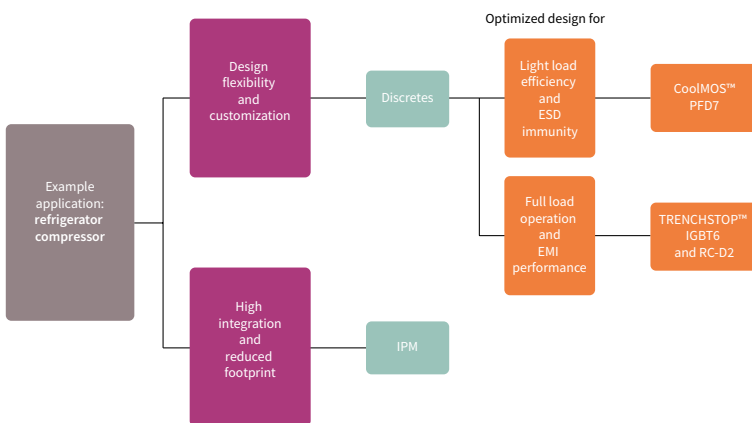 Optimized design for
Example
application:
refrigerator
compressor
Design
flexibility
and
customization
Discretes
Light load
efficiency
and
ESD
immunity
CoolMOS™
PFD7
Full load
operation
and
EMI
performance
TRENCHSTOP™
IGBT6
and RC-D2
High
integration
and
reduced
footprint
IPM